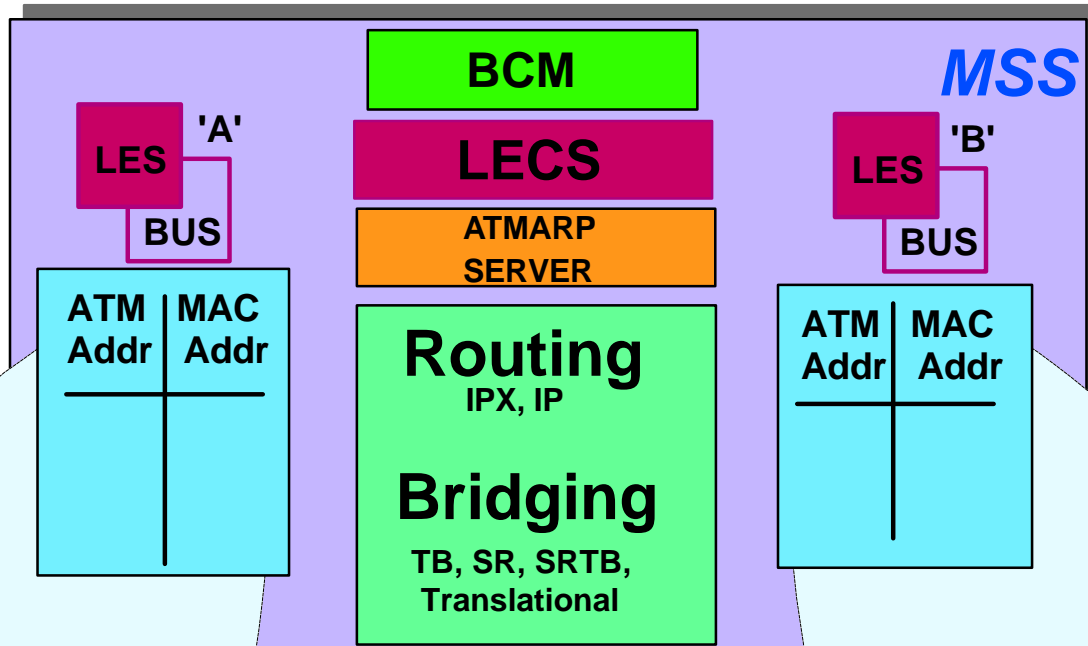 BCM
MSS
'A'
LES
BUS
LECS
'B'
LES
BUS
ATMARP
SERVER
ATM MAC
Addr Addr
Routing
IPX, IP
Bridging
TB, SR, SRTB,
Translational
ATM MAC
Addr Addr